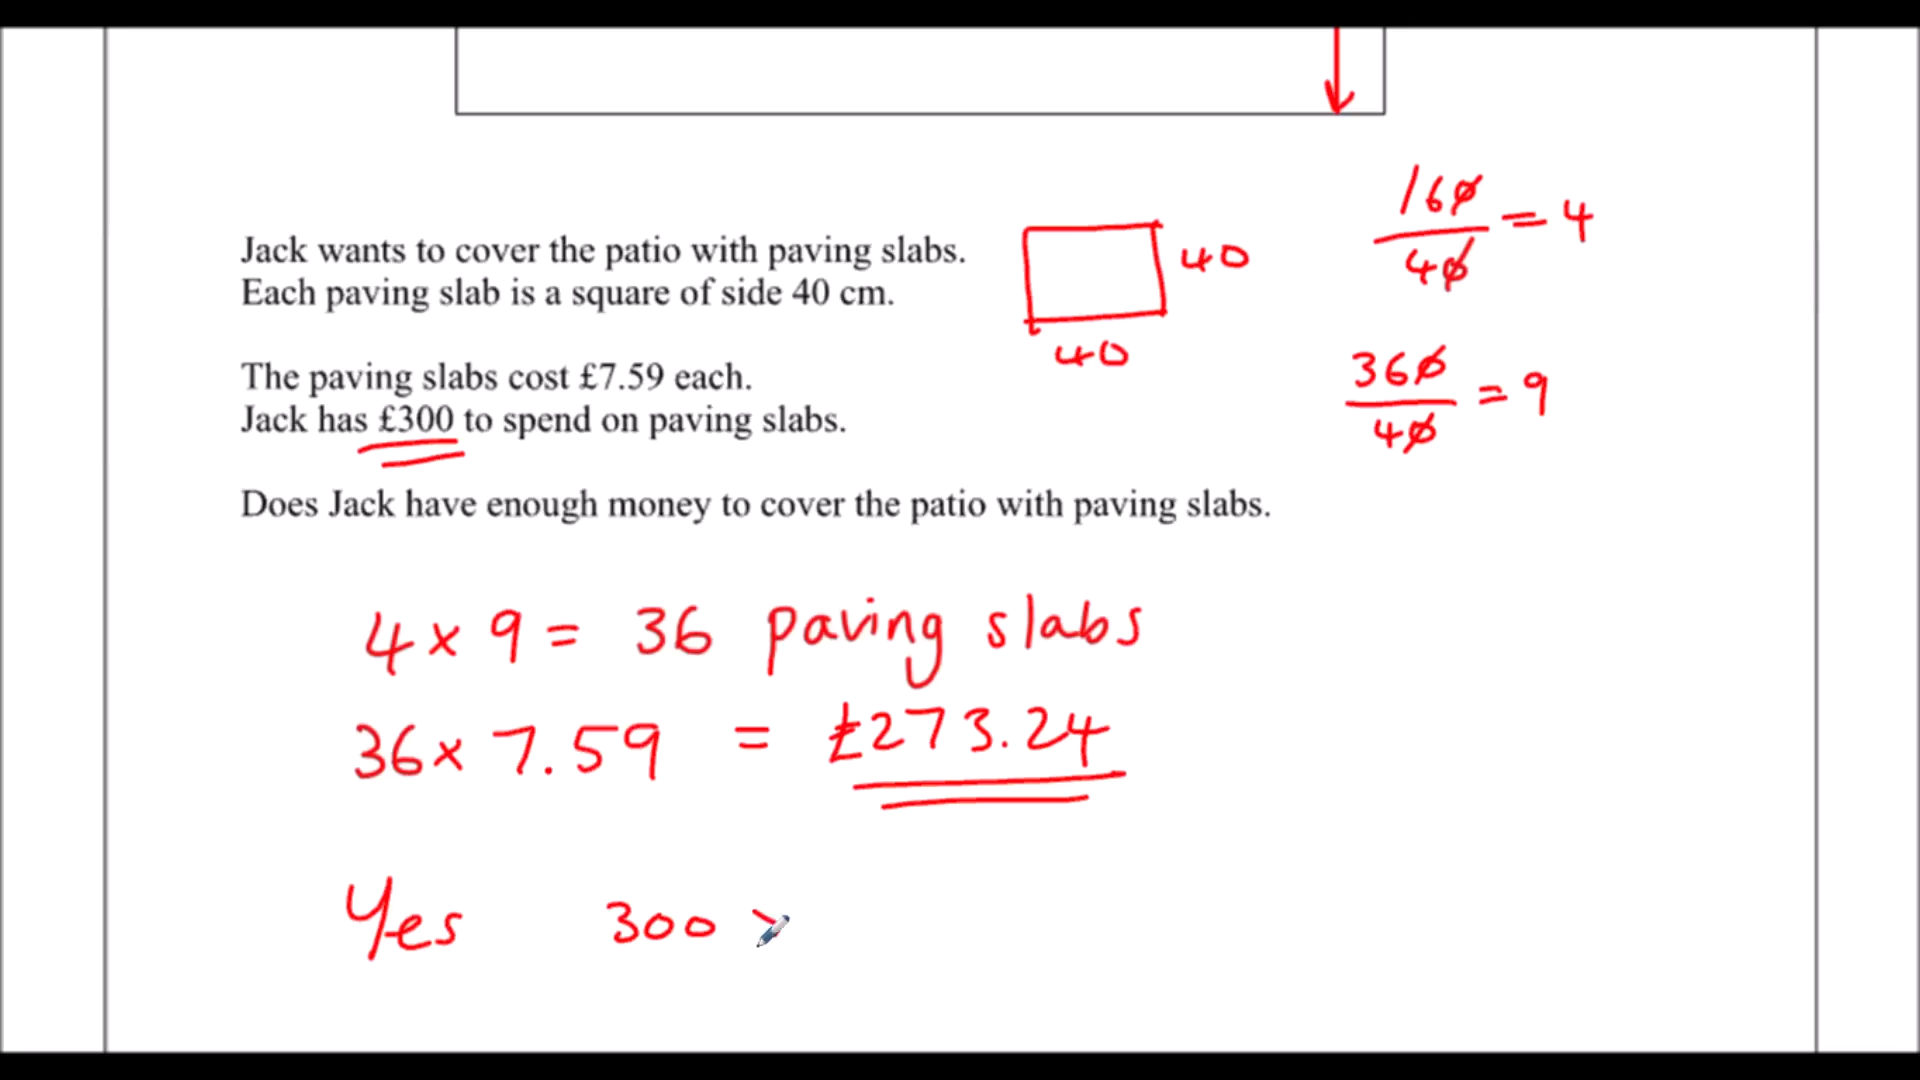 Jack wants to cover the patio with paving slabs.
Each paving slab is a square of side 40 cm.
40
40
160/40 = 4
The paving slabs cost £7.59 each.
Jack has £300 to spend on paving slabs.
360/40 = 9
Does Jack have enough money to cover the patio with paving slabs.
4 × 9 = 36 paving slabs
36 × 7.59 = £273.24
Yes 300